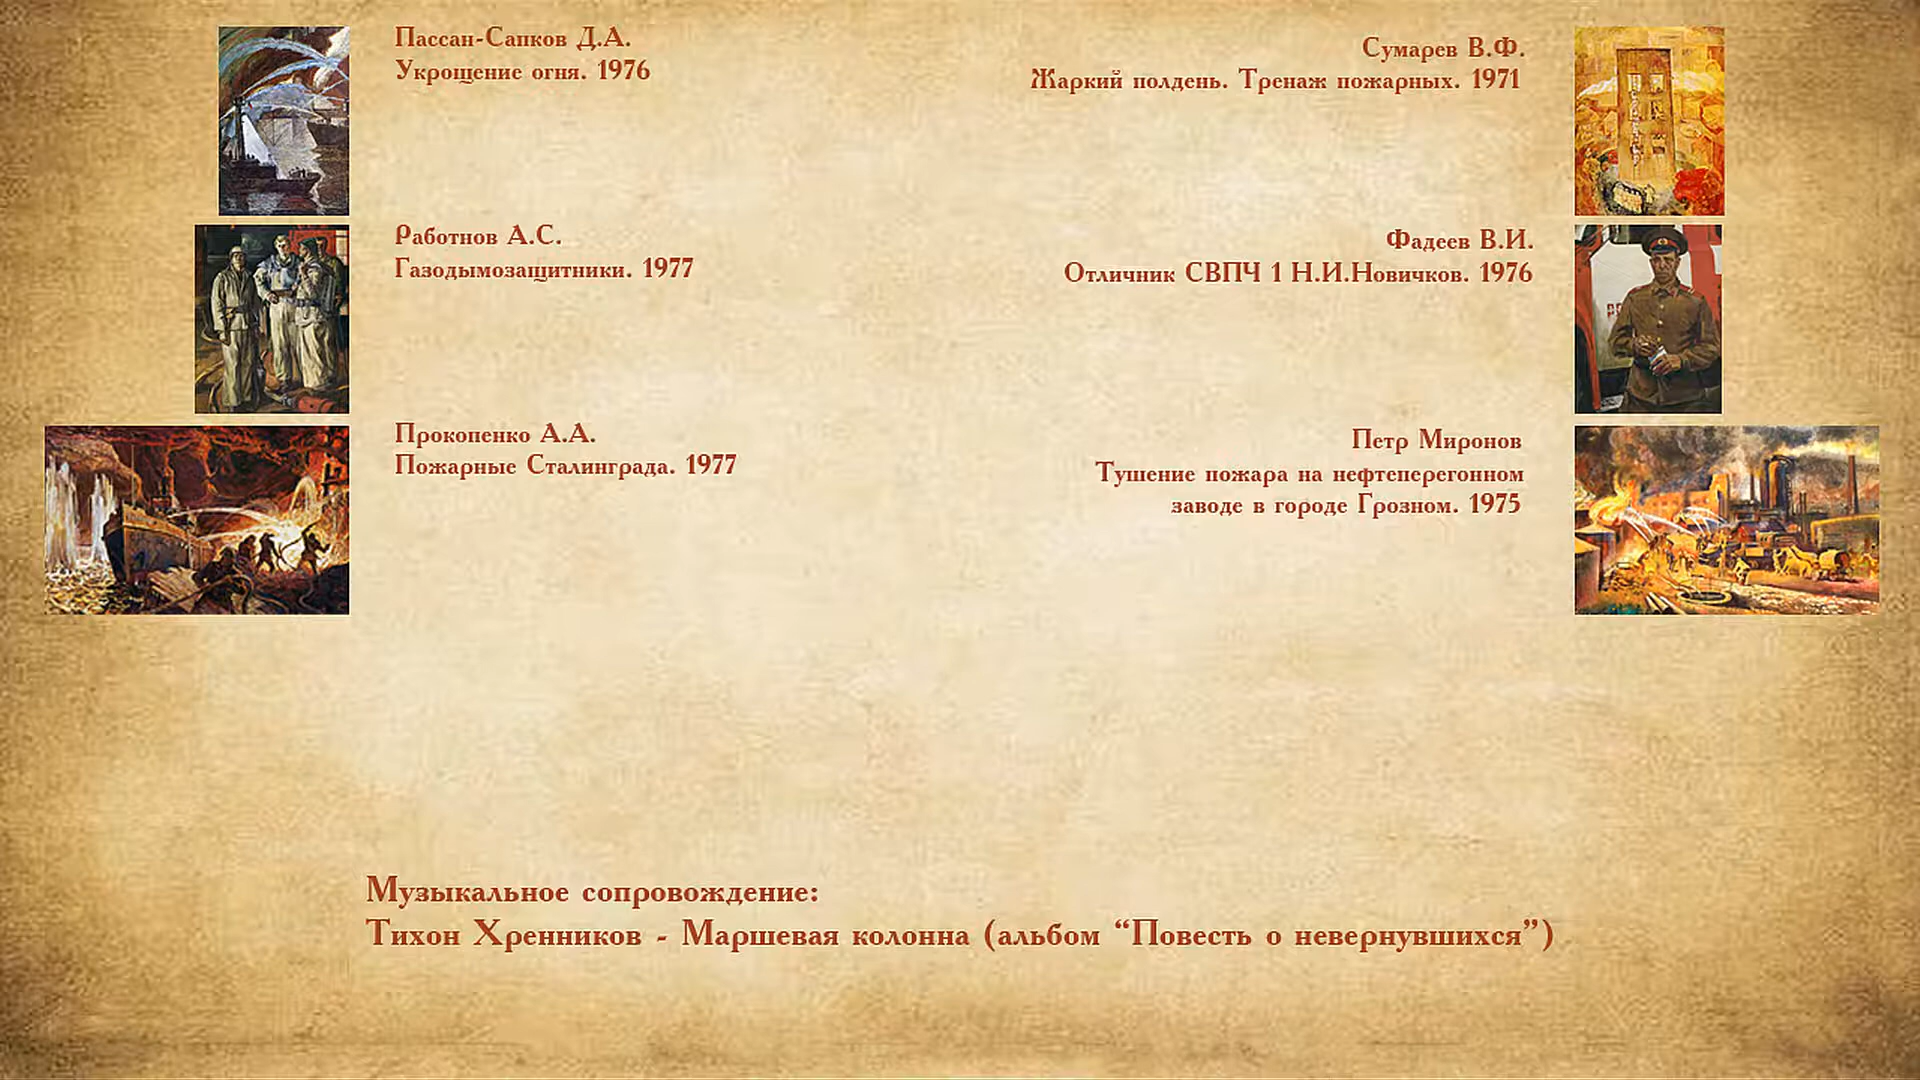 Пассан-Сапков Д.А.
Укрощение огня. 1976
Сумарев В.Ф.
Жаркий полдень. Тренаж пожарных. 1971
Работнов А.С.
Газодымозащитники. 1977
Фадеев В.И.
Отличник СВПЧ 1 Н.И.Новичков. 1976
Прокопенко А.А.
Пожарные Сталинграда. 1977
Петр Миронов
Тушение пожара на нефтеперегонном
заводе в городе Грозном. 1975
Музыкальное сопровождение:
Тихон Хренников - Маршевая колонна (альбом “Повесть о невернувшихся”)